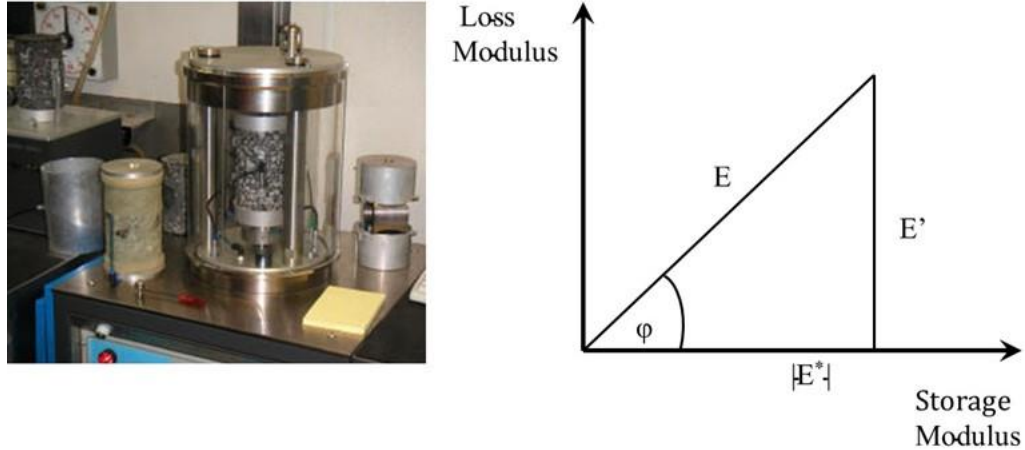 Loss
Modulus
E
E’
φ
|E*|
Storage
Modulus